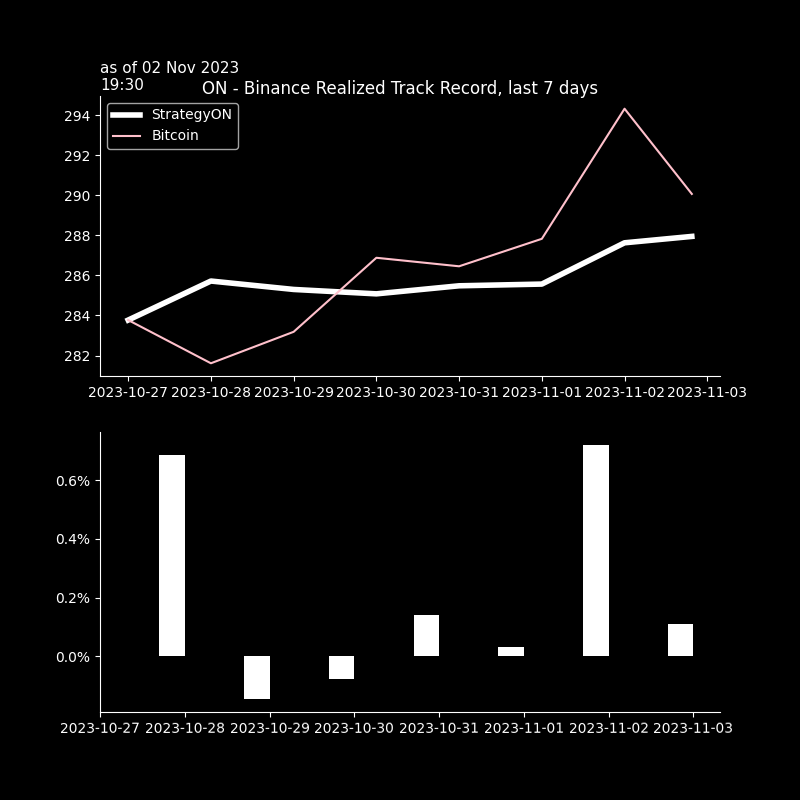 as of 02 Nov 2023
19:30
ON - Binance Realized Track Record, last 7 days
StrategyON
Bitcoin
294
292
290
288
286
284
282
2023-10-27 2023-10-28 2023-10-29 2023-10-30 2023-10-31 2023-11-01 2023-11-02 2023-11-03
0.6%
0.4%
0.2%
0.0%
2023-10-27 2023-10-28 2023-10-29 2023-10-30 2023-10-31 2023-11-01 2023-11-02 2023-11-03